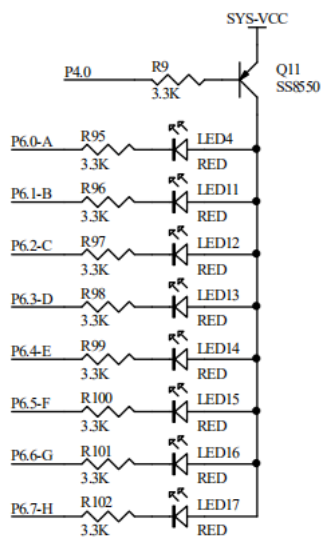 SYS-VCC
R9
Q11
P4.0
3.3K
SS8550
P6.0-A
R95
LED4
3.3K
RED
P6.1-B
R96
LED11
3.3K
RED
P6.2-C
R97
LED12
3.3K
RED
P6.3-D
R98
LED13
3.3K
RED
P6.4-E
R99
LED14
3.3K
RED
P6.5-F
R100
LED15
3.3K
RED
P6.6-G
R101
LED16
3.3K
RED
P6.7-H
R102
LED17
3.3K
RED